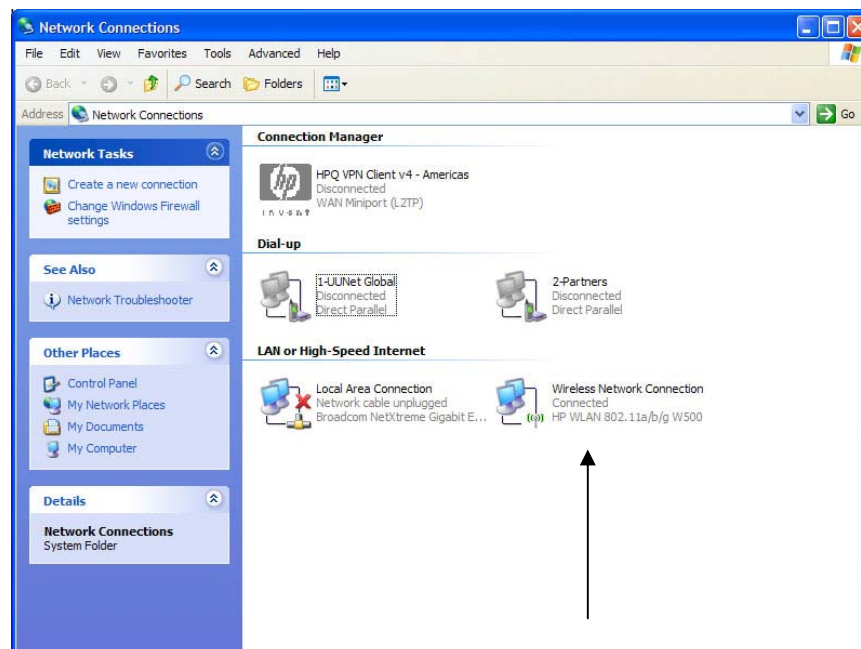 Network Connections
File Edit View Favorites Tools Advanced Help
Back Search Folders
Address Network Connections Go
Network Tasks
Create a new connection
Change Windows Firewall
settings
See Also
Network Troubleshooter
Other Places
Control Panel
My Network Places
My Documents
My Computer
Details
Network Connections
System Folder
Connection Manager
hp
invent
HPQ VPN Client v4 - Americas
Disconnected
WAN Miniport (L2TP)
Dial-up
1-UUNet Global
Disconnected
Direct Parallel
2-Partners
Disconnected
Direct Parallel
LAN or High-Speed Internet
Local Area Connection
Network cable unplugged
Broadcom NetXtreme Gigabit E...
Wireless Network Connection
Connected
HP WLAN 802.11a/b/g W500